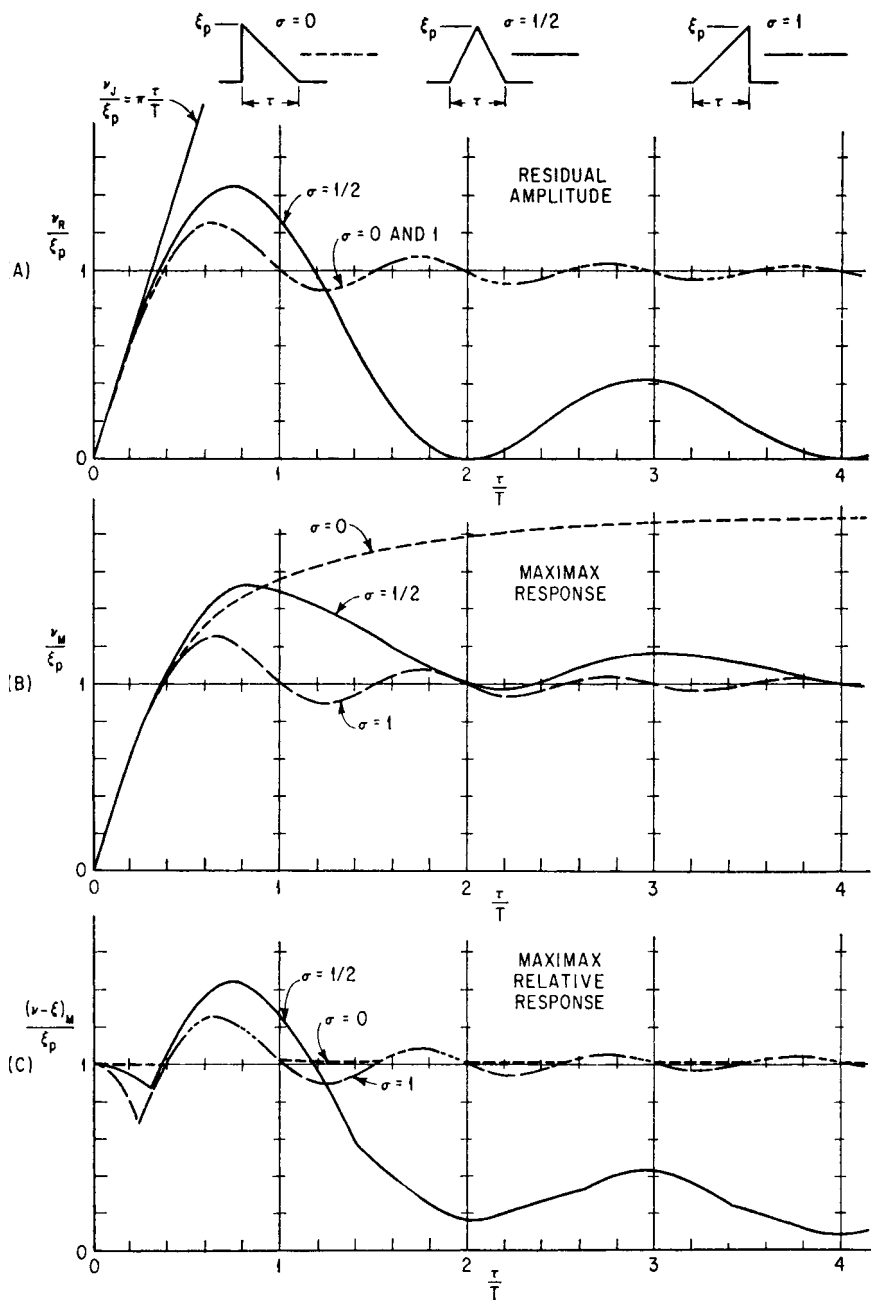 ξp σ = 0
ξp σ = 1/2
ξp σ = 1
τ
τ
τ
νJ/ξp = π τ/T
RESIDUAL
AMPLITUDE
σ = 1/2
σ = 0 AND 1
νR/ξp
(A)
1
0
0 1 2 3 4
τ/T
σ = 0
MAXIMAX
RESPONSE
σ = 1/2
νM/ξp
(B)
1
σ = 1
0
0 1 2 3 4
τ/T
MAXIMAX
RELATIVE
RESPONSE
σ = 1/2
σ = 0
(ν-ξ)M/ξp
(C)
1
σ = 1
0
0 1 2 3 4
τ/T